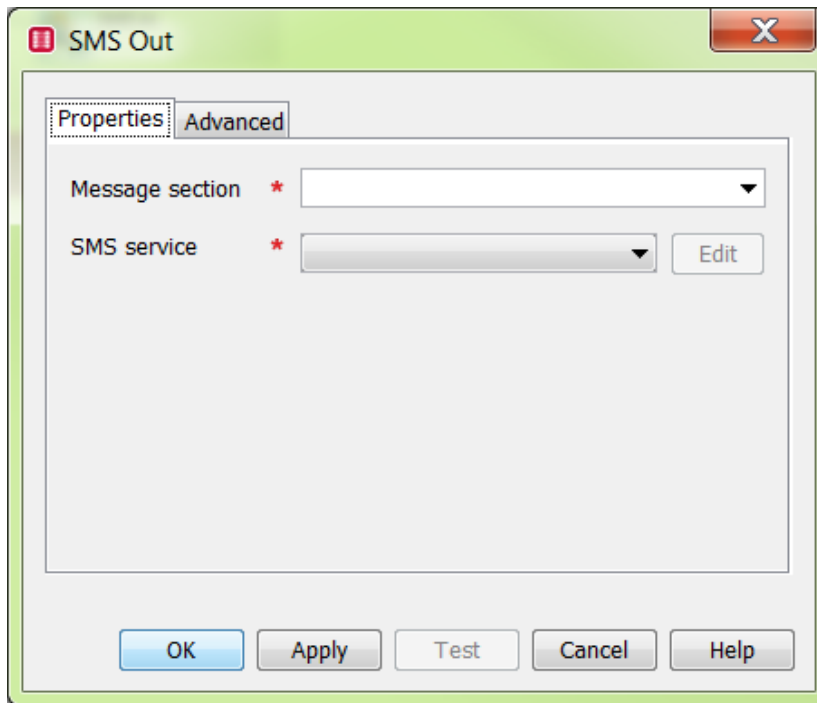 SMS Out
Properties Advanced
Message section *
SMS service * Edit
OK Apply Test Cancel Help